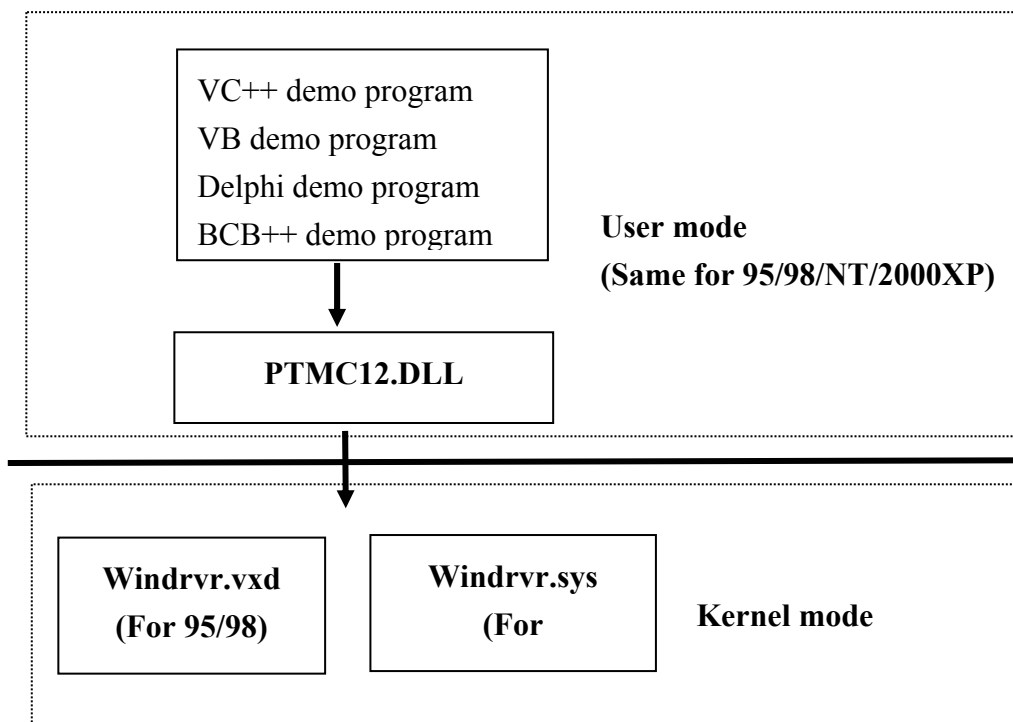 VC++ demo program
VB demo program
Delphi demo program
BCB++ demo program
User mode
(Same for 95/98/NT/2000XP)
PTMC12.DLL
Windrvr.vxd
(For 95/98)
Windrvr.sys
(For
Kernel mode